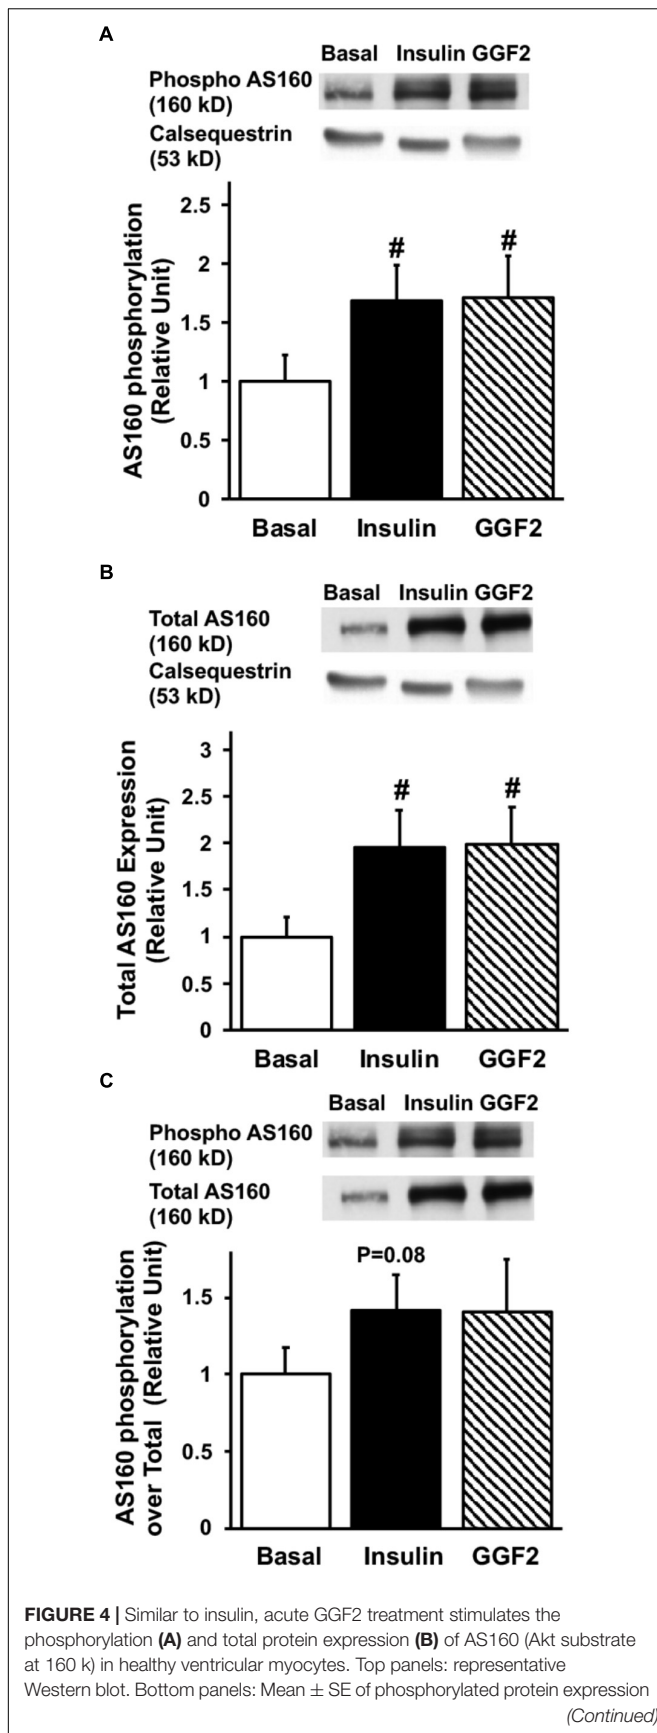 A
Basal Insulin GGF2
Phospho AS160
(160 kD)
Calsequestrin
(53 kD)
AS160 phosphorylation
(Relative Unit)
2.5
2
1.5
1
0.5
0
# #
Basal Insulin GGF2
B
Basal Insulin GGF2
Total AS160
(160 kD)
Calsequestrin
(53 kD)
Total AS160 Expression
(Relative Unit)
3
2.5
2
1.5
1
0.5
0
# #
Basal Insulin GGF2
C
Basal Insulin GGF2
Phospho AS160
(160 kD)
Total AS160
(160 kD)
AS160 phosphorylation
over Total (Relative Unit)
P=0.08
1.5
1
0.5
0
Basal Insulin GGF2
FIGURE 4 | Similar to insulin, acute GGF2 treatment stimulates the
phosphorylation (A) and total protein expression (B) of AS160 (Akt substrate
at 160 k) in healthy ventricular myocytes. Top panels: representative
Western blot. Bottom panels: Mean ± SE of phosphorylated protein expression
(Continued)